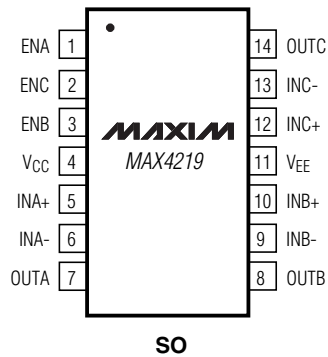 ENA 1 14 OUTC
ENC 2 13 INC-
ENB 3 MAXIM 12 INC+
VCC 4 MAX4219 11 VEE
INA+ 5 10 INB+
INA- 6 9 INB-
OUTA 7 8 OUTB
SO